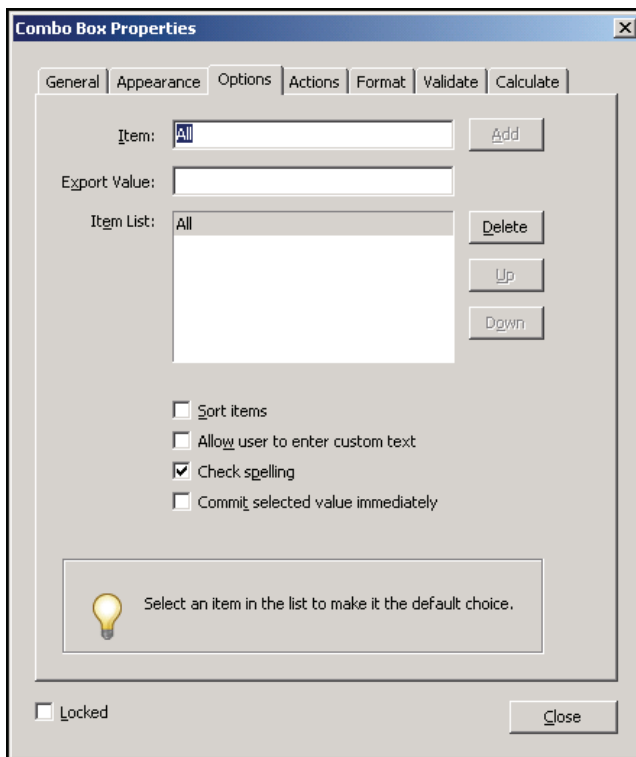 Combo Box Properties
General Appearance Options Actions Format Validate Calculate
Item: All Add
Export Value:
Item List: All Delete
Up
Down
Sort items
Allow user to enter custom text
Check spelling
Commit selected value immediately
Select an item in the list to make it the default choice.
Locked Close